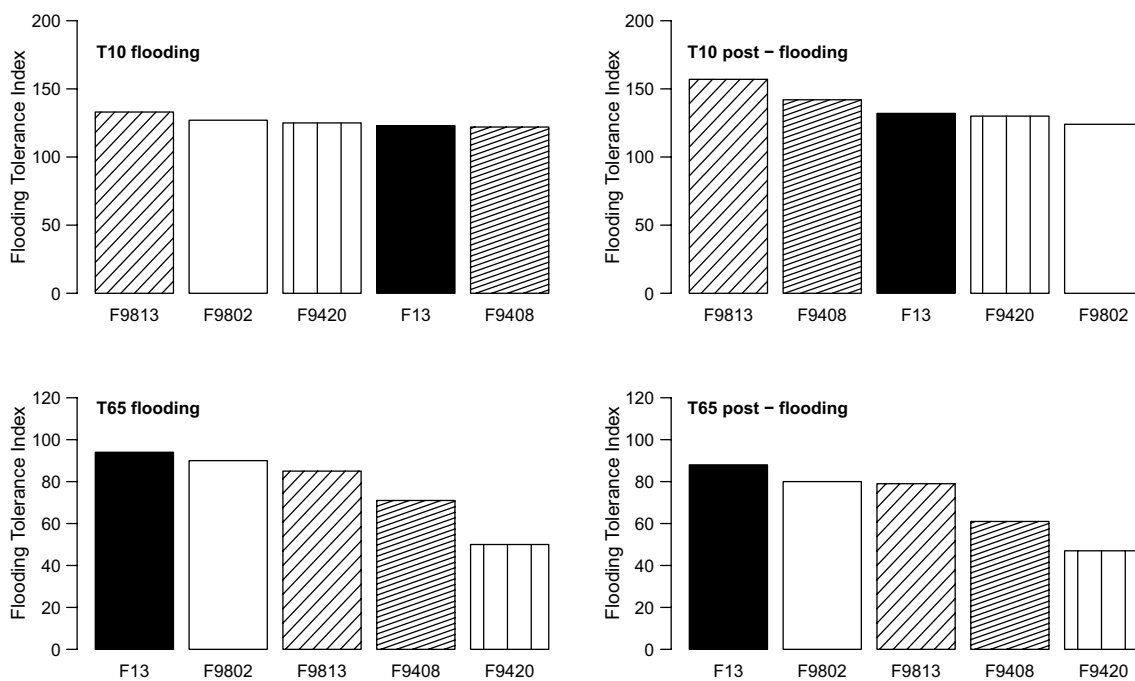 T10 flooding
Flooding Tolerance Index
200
150
100
50
0
F9813 F9802 F9420 F13 F9408
T10 post − flooding
Flooding Tolerance Index
200
150
100
50
0
F9813 F9408 F13 F9420 F9802
T65 flooding
Flooding Tolerance Index
120
100
80
60
40
20
0
F13 F9802 F9813 F9408 F9420
T65 post − flooding
Flooding Tolerance Index
120
100
80
60
40
20
0
F13 F9802 F9813 F9408 F9420